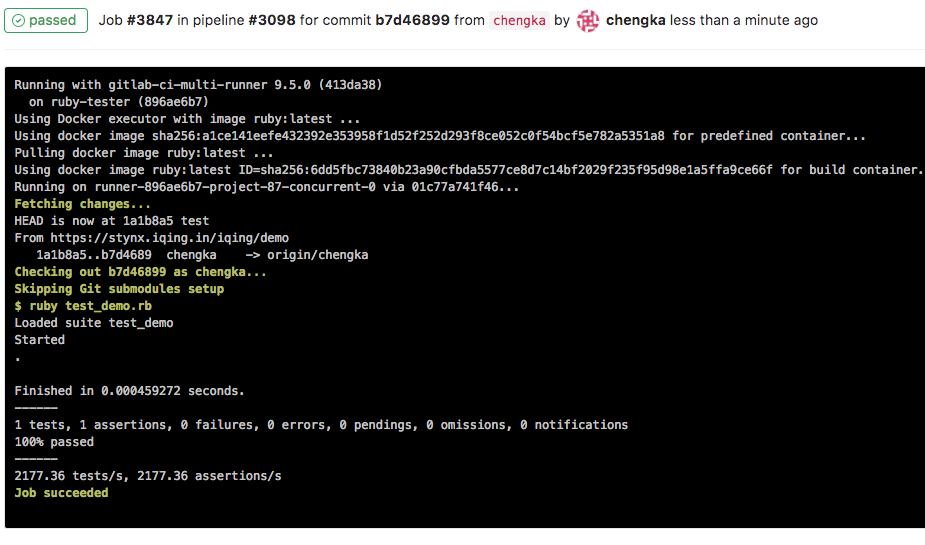 passed Job #3847 in pipeline #3098 for commit b7d46899 from chengka by chengka less than a minute ago
Running with gitlab-ci-multi-runner 9.5.0 (413da38)
on ruby-tester (896ae6b7)
Using Docker executor with image ruby:latest ...
Using docker image sha256:a1ce141eefe432392e353958f1d52f252d293f8ce052c0f54bcf5e782a5351a8 for predefined container...
Pulling docker image ruby:latest ...
Using docker image ruby:latest ID=sha256:6dd5fbc73840b23a90cfbda5577ce8d7c14bf2029f235f95d98e1a5ffa9ce66f for build container.
Running on runner-896ae6b7-project-87-concurrent-0 via 01c77a741f46...
Fetching changes...
HEAD is now at 1a1b8a5 test
From https://stynx.iqing.in/iqing/demo
1a1b8a5..b7d4689  chengka    -> origin/chengka
Checking out b7d46899 as chengka...
Skipping Git submodules setup
$ ruby test_demo.rb
Loaded suite test_demo
Started
.
Finished in 0.000459272 seconds.
------
1 tests, 1 assertions, 0 failures, 0 errors, 0 pendings, 0 omissions, 0 notifications
100% passed
------
2177.36 tests/s, 2177.36 assertions/s
Job succeeded